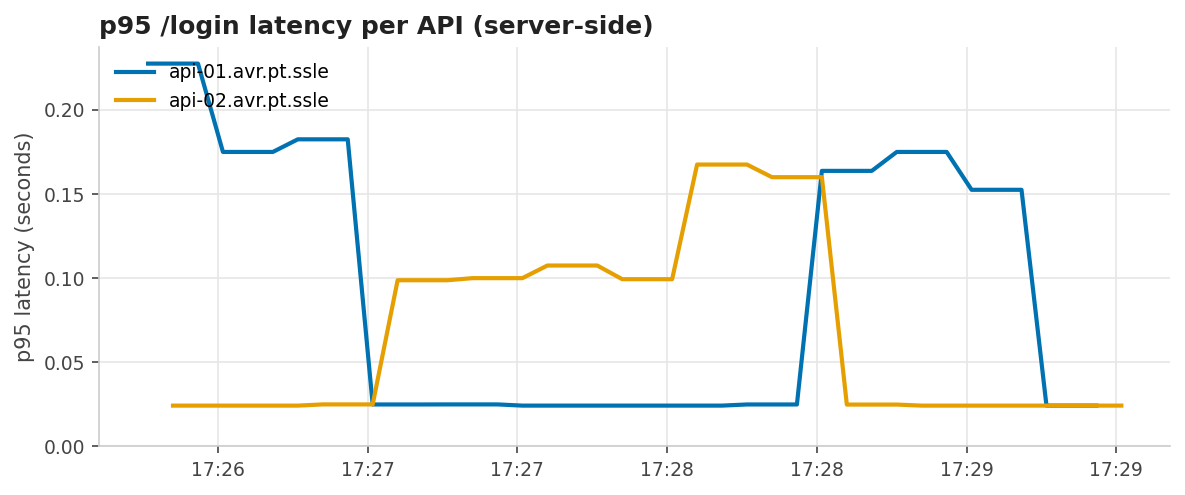 p95 /login latency per API (server-side)
api-01.avr.pt.ssle
api-02.avr.pt.ssle
p95 latency (seconds)
0.20
0.15
0.10
0.05
0.00
17:26 17:27 17:27 17:28 17:28 17:29 17:29